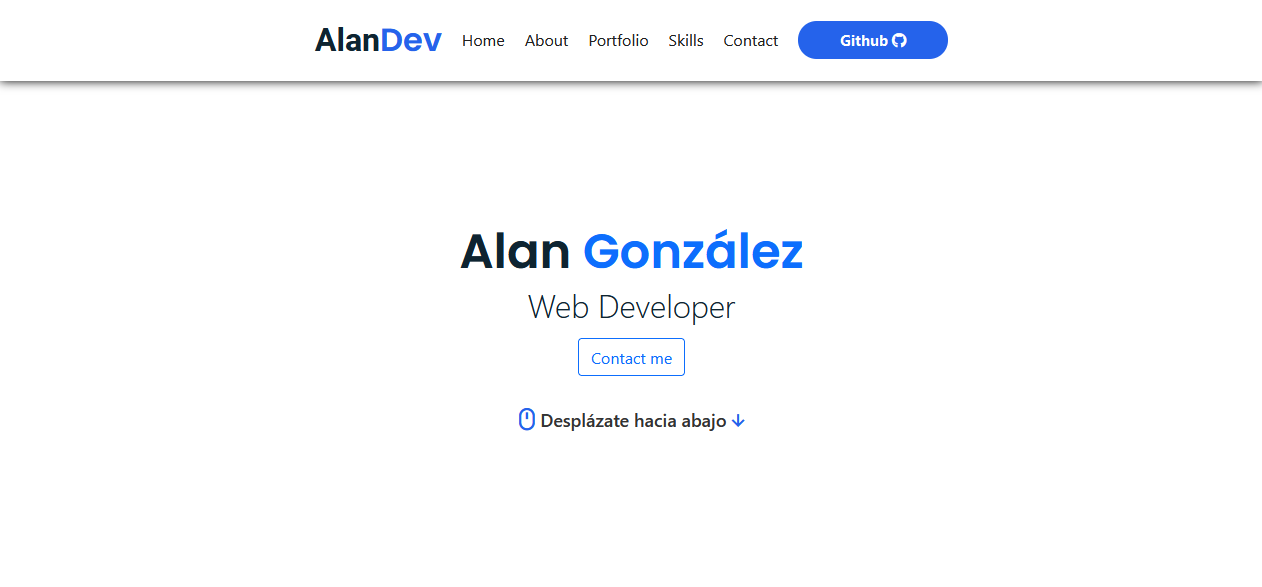 AlanDev Home About Portfolio Skills Contact Github
Alan González
Web Developer
Contact me
Desplázate hacia abajo